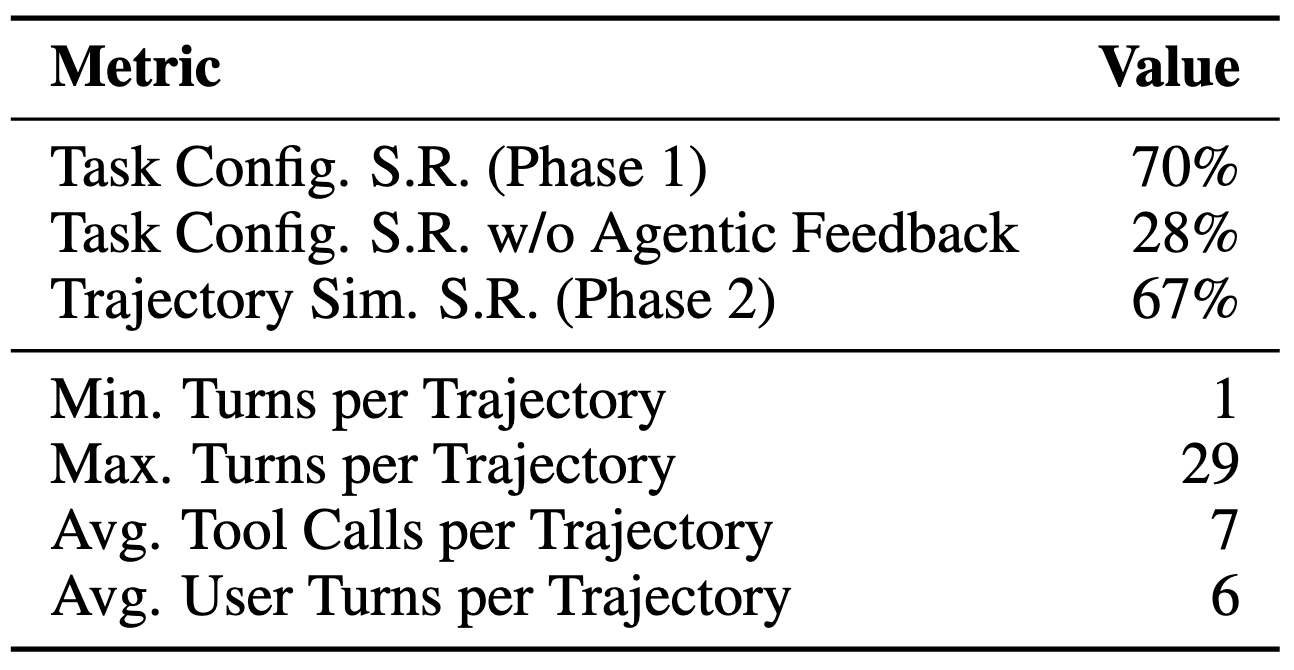 Metric Value
Task Config. S.R. (Phase 1) 70%
Task Config. S.R. w/o Agentic Feedback 28%
Trajectory Sim. S.R. (Phase 2) 67%
Min. Turns per Trajectory 1
Max. Turns per Trajectory 29
Avg. Tool Calls per Trajectory 7
Avg. User Turns per Trajectory 6